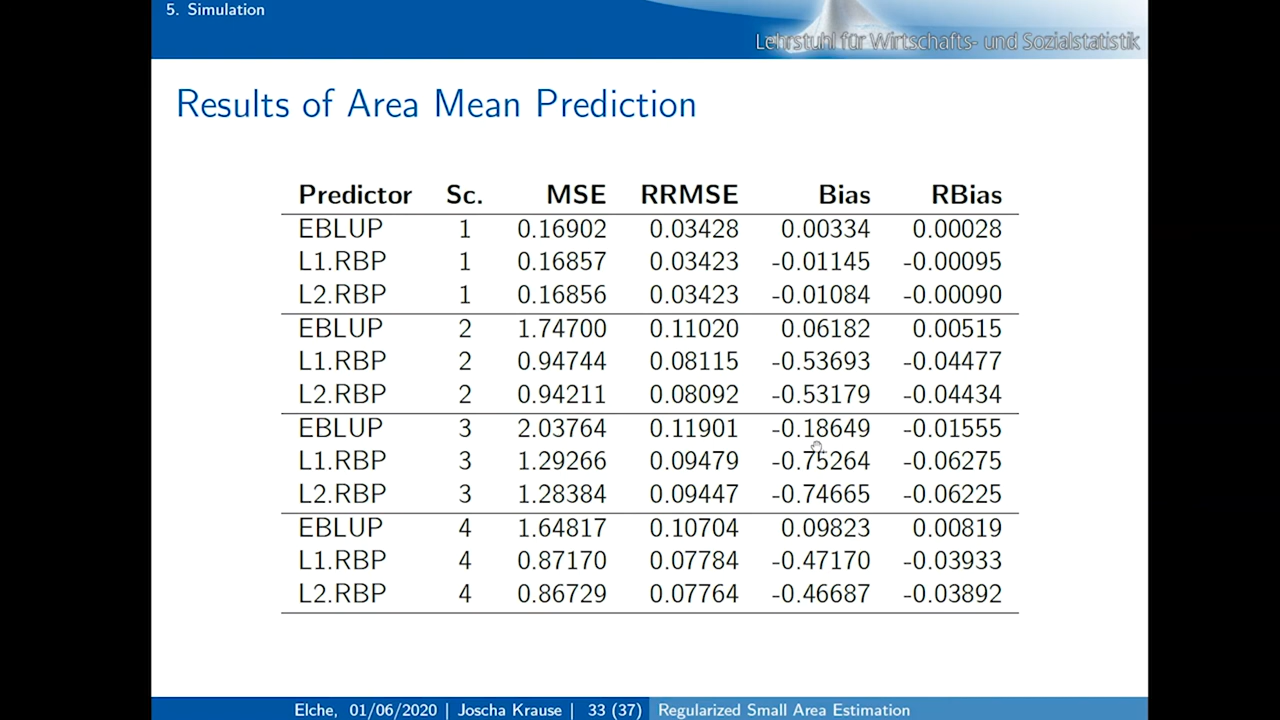 5. Simulation
Lehrstuhl für Wirtschafts- und Sozialstatistik
Results of Area Mean Prediction
Predictor Sc. MSE RRMSE Bias RBias
EBLUP 1 0.16902 0.03428 0.00334 0.00028
L1.RBP 1 0.16857 0.03423 -0.01145 -0.00095
L2.RBP 1 0.16856 0.03423 -0.01084 -0.00090
EBLUP 2 1.74700 0.11020 0.06182 0.00515
L1.RBP 2 0.94744 0.08115 -0.53693 -0.04477
L2.RBP 2 0.94211 0.08092 -0.53179 -0.04434
EBLUP 3 2.03764 0.11901 -0.18649 -0.01555
L1.RBP 3 1.29266 0.09479 -0.75264 -0.06275
L2.RBP 3 1.28384 0.09447 -0.74665 -0.06225
EBLUP 4 1.64817 0.10704 0.09823 0.00819
L1.RBP 4 0.87170 0.07784 -0.47170 -0.03933
L2.RBP 4 0.86729 0.07764 -0.46687 -0.03892
Elche, 01/06/2020 | Joscha Krause | 33 (37) Regularized Small Area Estimation